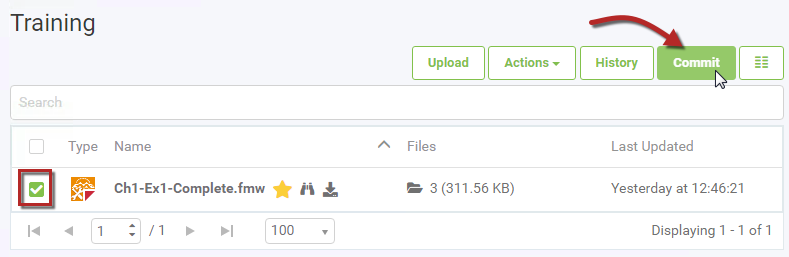 Training
Upload Actions History Commit
Search
Type Name Files Last Updated
Ch1-Ex1-Complete.fmw 3 (311.56 KB) Yesterday at 12:46:21
1 / 1 100 Displaying 1 - 1 of 1